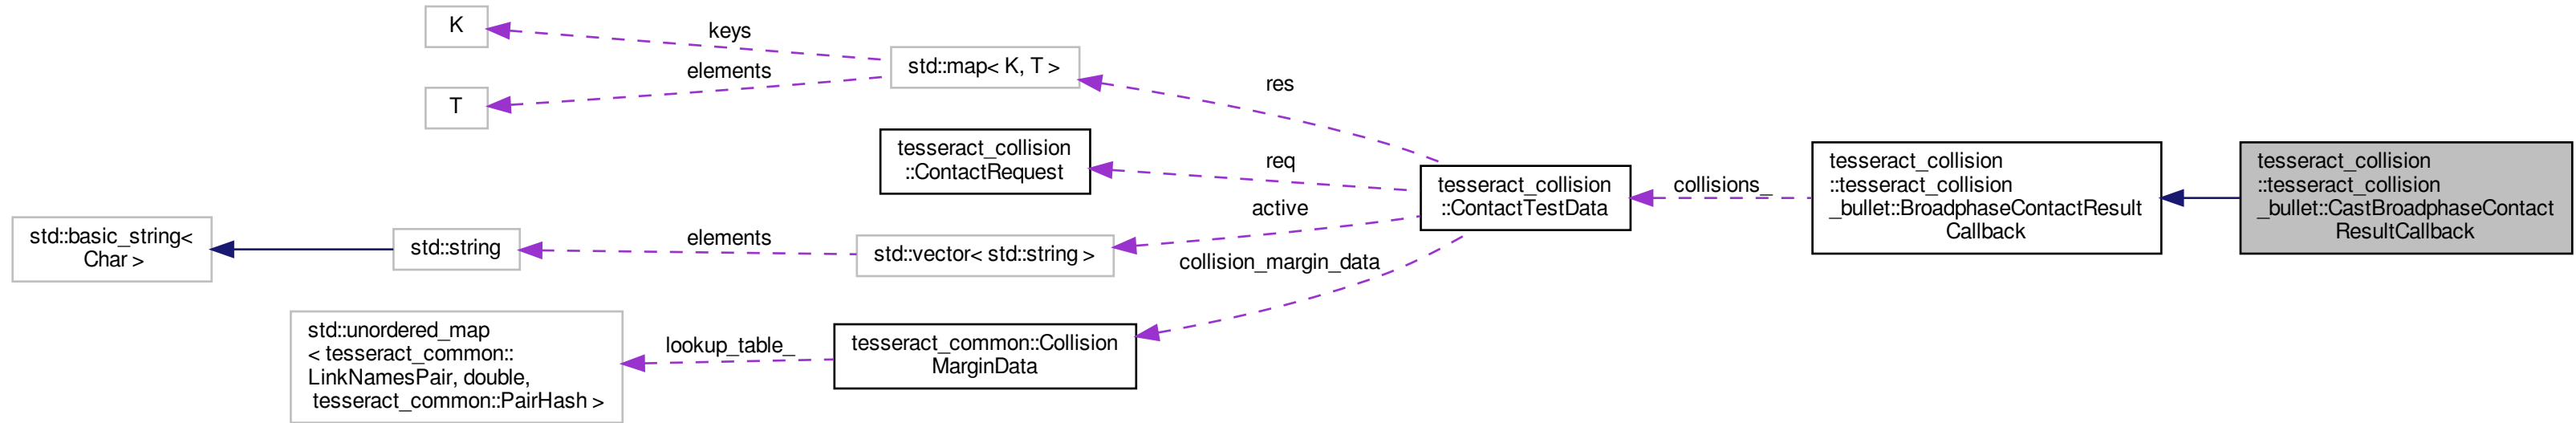 K
keys
std::map< K, T >
elements
T
res
tesseract_collision
::ContactRequest
req
tesseract_collision
::ContactTestData
collisions_
tesseract_collision
::tesseract_collision
_bullet::BroadphaseContactResult
Callback
tesseract_collision
::tesseract_collision
_bullet::CastBroadphaseContact
ResultCallback
active
std::basic_string<
Char >
std::string
elements
std::vector< std::string >
collision_margin_data
std::unordered_map
< tesseract_common::
LinkNamesPair, double,
tesseract_common::PairHash >
lookup_table_
tesseract_common::Collision
MarginData